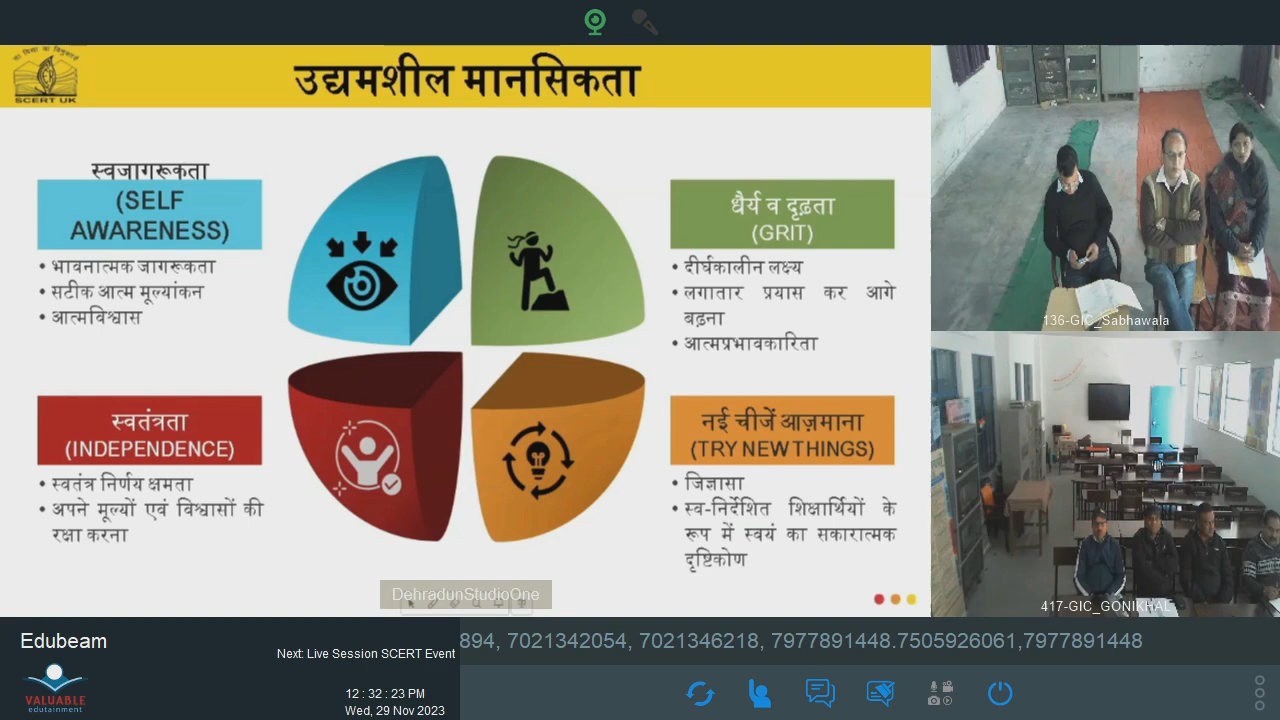 उद्यमशील मानसिकता
SCERT UK
स्वजागरूकता
(SELF
AWARENESS)
• भावनात्मक जागरूकता
• सटीक आत्म मूल्यांकन
• आत्मविश्वास
धैर्य व दृढ़ता
(GRIT)
• दीर्घकालीन लक्ष्य
• लगातार प्रयास कर आगे
बढ़ना
• आत्मप्रभावकारिता
स्वतंत्रता
(INDEPENDENCE)
• स्वतंत्र निर्णय क्षमता
• अपने मूल्यों एवं विश्वासों की
रक्षा करना
नई चीजें आज़माना
(TRY NEW THINGS)
• जिज्ञासा
• स्व-निर्देशित शिक्षार्थियों के
रूप में स्वयं का सकारात्मक
दृष्टिकोण
DehradunStudioOne
136-GIC_Sabhawala
417-GIC_GONIKHAL
Edubeam
VALUABLE
edutainment
Next: Live Session SCERT Event
12 : 32 : 23 PM
Wed, 29 Nov 2023
894, 7021342054, 7021346218, 7977891448.7505926061,7977891448